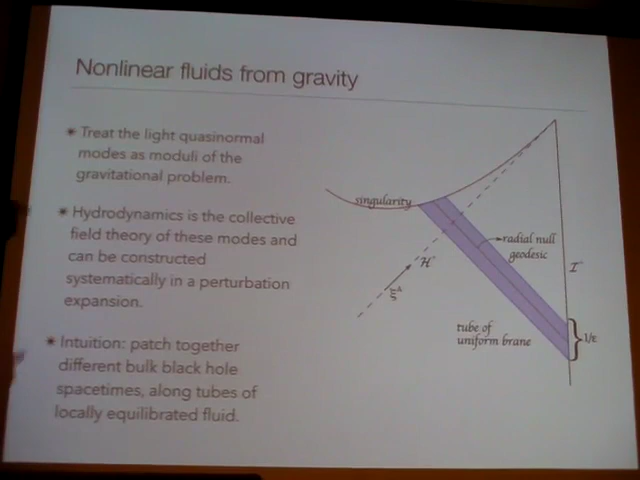 Nonlinear fluids from gravity
* Treat the light quasinormal
modes as moduli of the
gravitational problem.
* Hydrodynamics is the collective
field theory of these modes and
can be constructed
systematically in a perturbation
expansion.
* Intuition: patch together
different bulk black hole
spacetimes, along tubes of
locally equilibrated fluid.
singularity
radial null
geodesic
H⁺
ξᴬ
tube of
uniform brane
1/ε